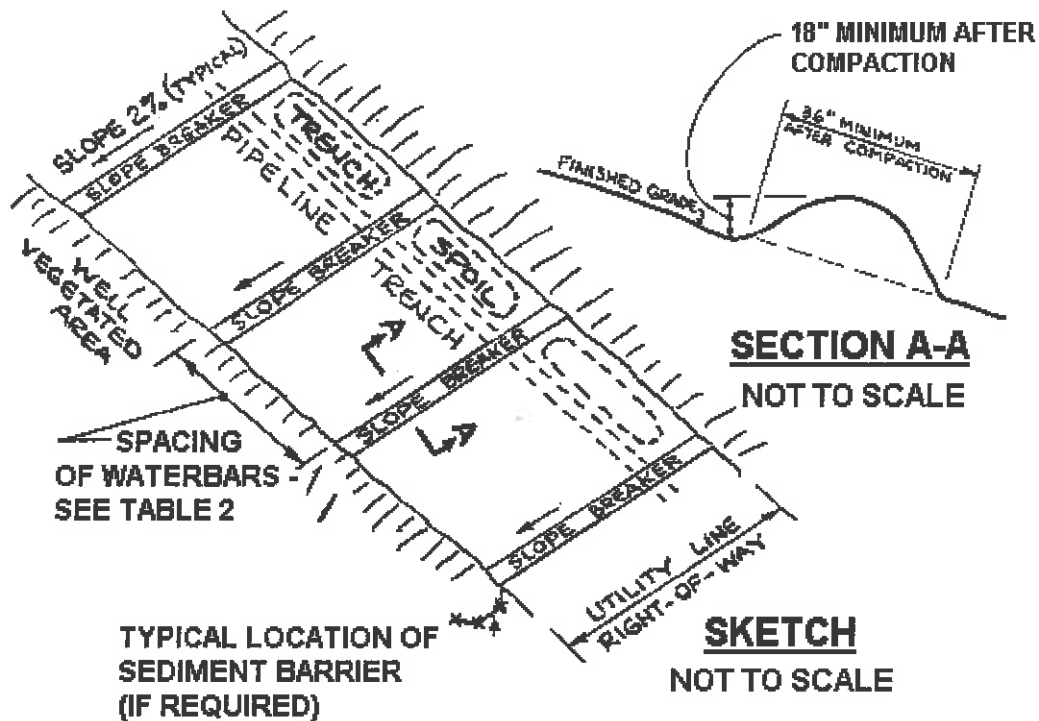 18" MINIMUM AFTER
COMPACTION
36" MINIMUM
AFTER COMPACTION
FINISHED GRADE
SECTION A-A
NOT TO SCALE
SLOPE 2% (TYPICAL)
SLOPE BREAKER
TRENCH
PIPELINE
SLOPE BREAKER
SPOIL
TRENCH
A
SLOPE BREAKER
A
SLOPE BREAKER
WELL
VEGETATED
AREA
SPACING
OF WATERBARS -
SEE TABLE 2
UTILITY LINE
RIGHT-OF-WAY
TYPICAL LOCATION OF
SEDIMENT BARRIER
(IF REQUIRED)
SKETCH
NOT TO SCALE